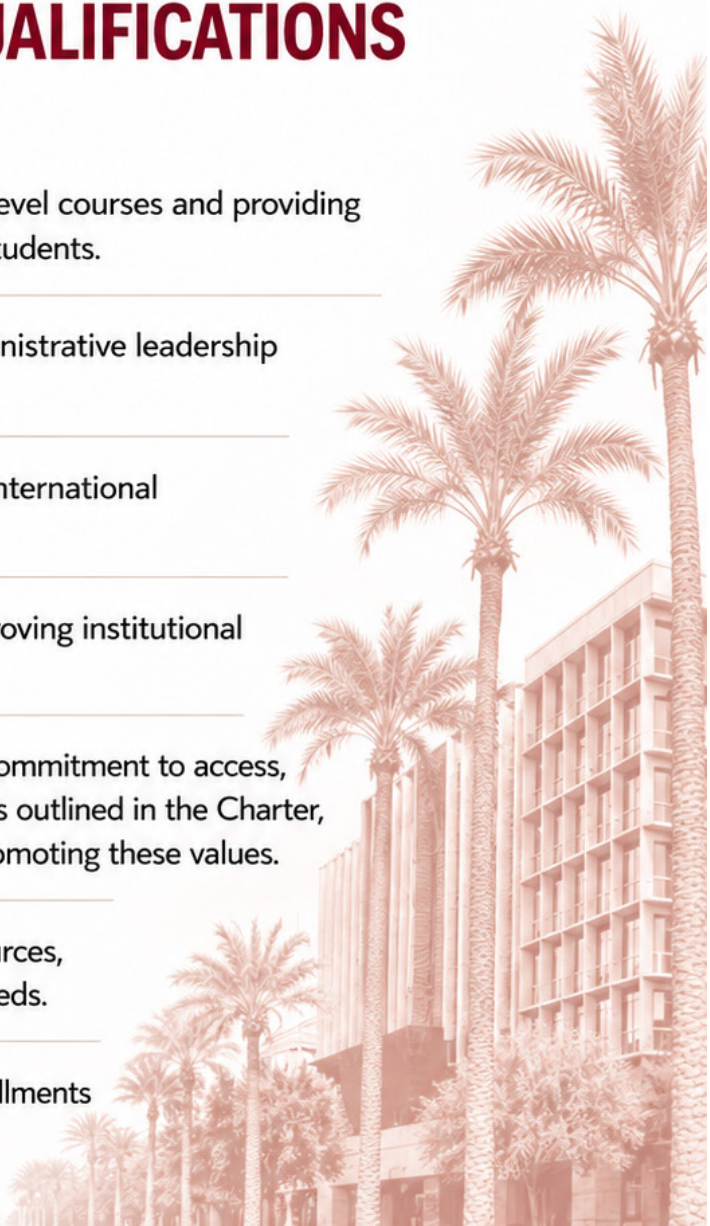 UALIFICATIONS
evel courses and providing
tudents.
nistrative leadership
nternational
roving institutional
ommitment to access,
s outlined in the Charter,
omoting these values.
urces,
eds.
llments